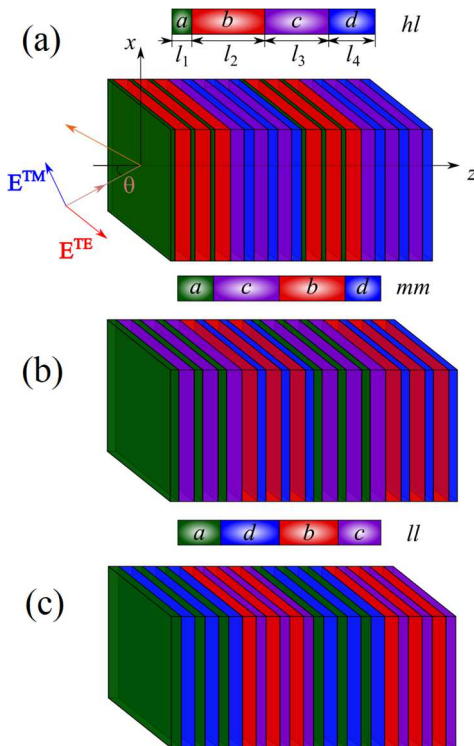 (a)
a b c d hl
l₁ l₂ l₃ l₄
x
z
θ
E^TM
E^TE
a c b d mm
(b)
a d b c ll
(c)